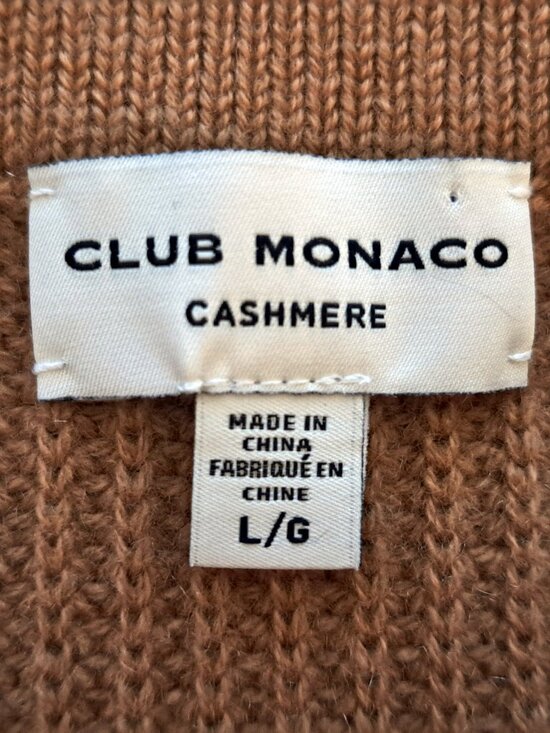 CLUB MONACO
CASHMERE
MADE IN
CHINA
FABRIQUÉ EN
CHINE
L/G